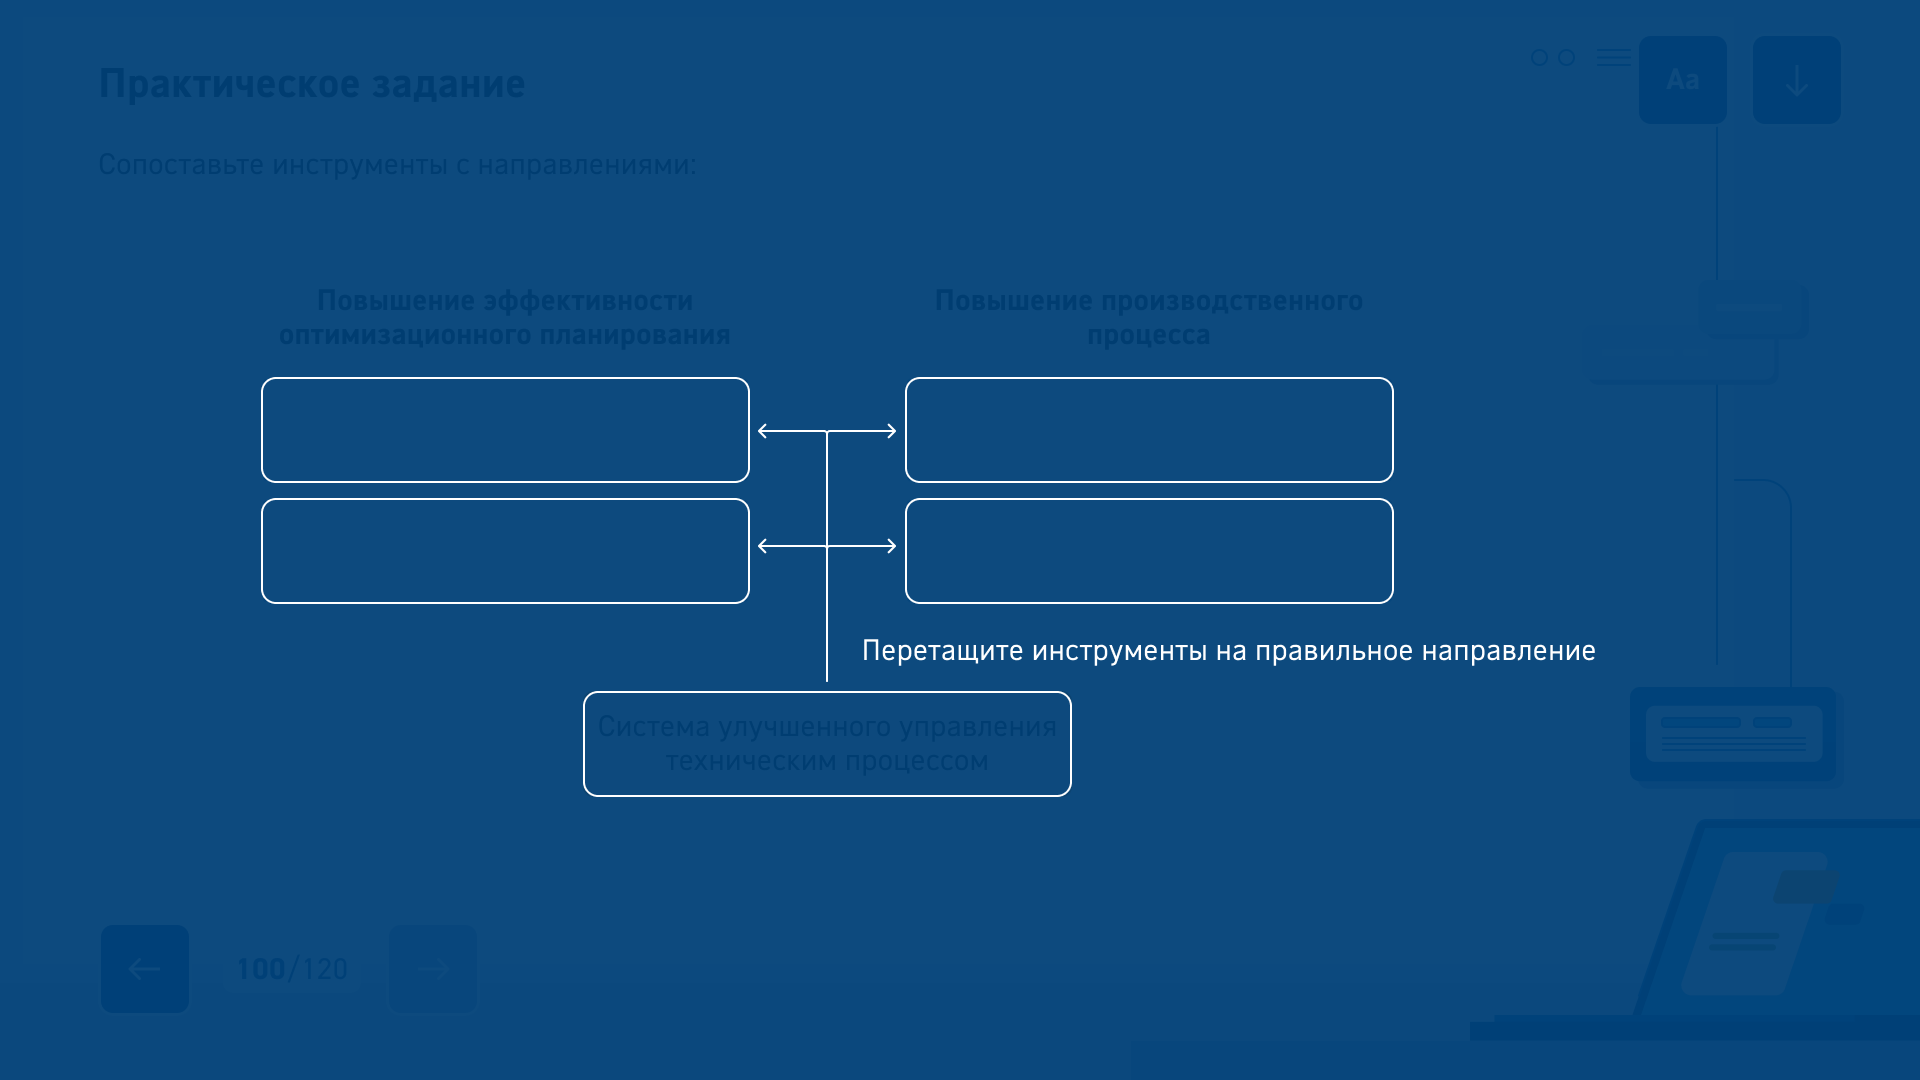 Практическое задание
Aa
Сопоставьте инструменты с направлениями:
Повышение эффективности
оптимизационного планирования
Повышение производственного
процесса
Перетащите инструменты на правильное направление
Система улучшенного управления
техническим процессом
100/120